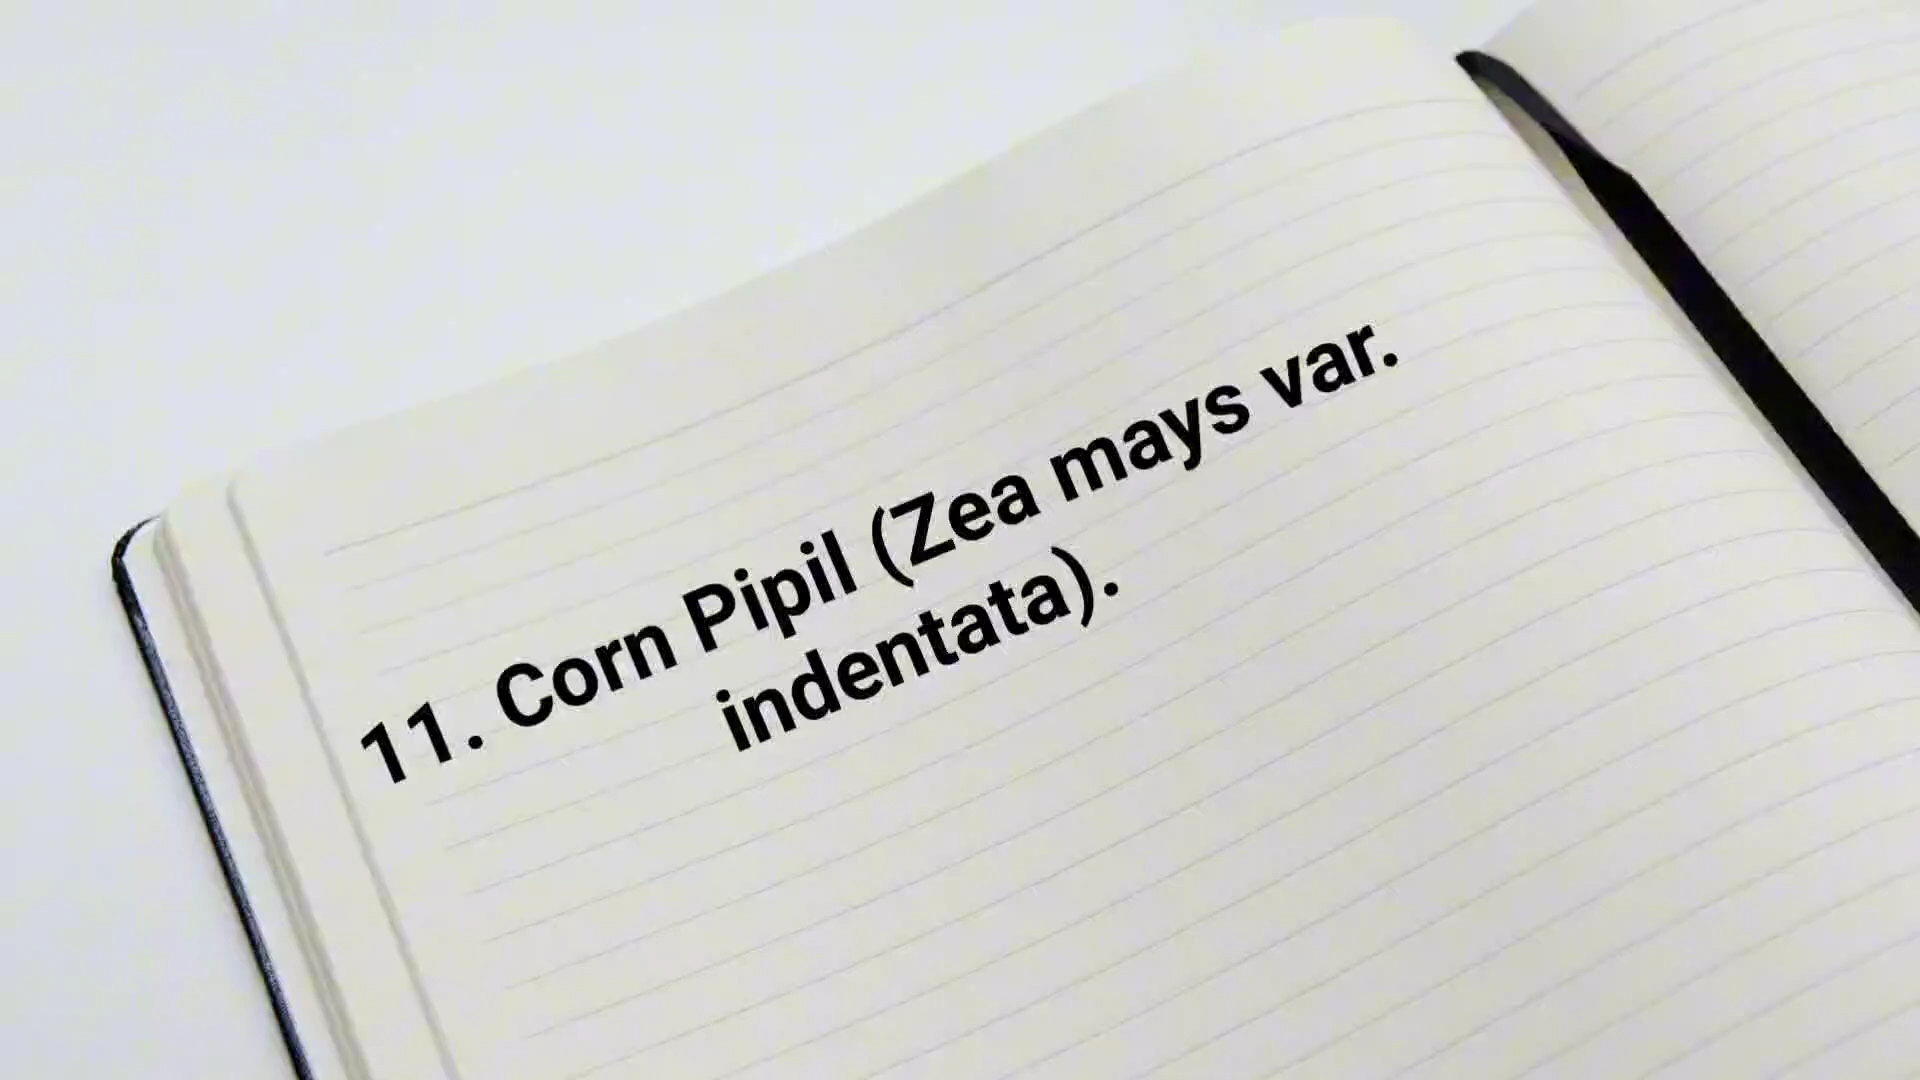 11. Corn Pipil (Zea mays var.
indentata).